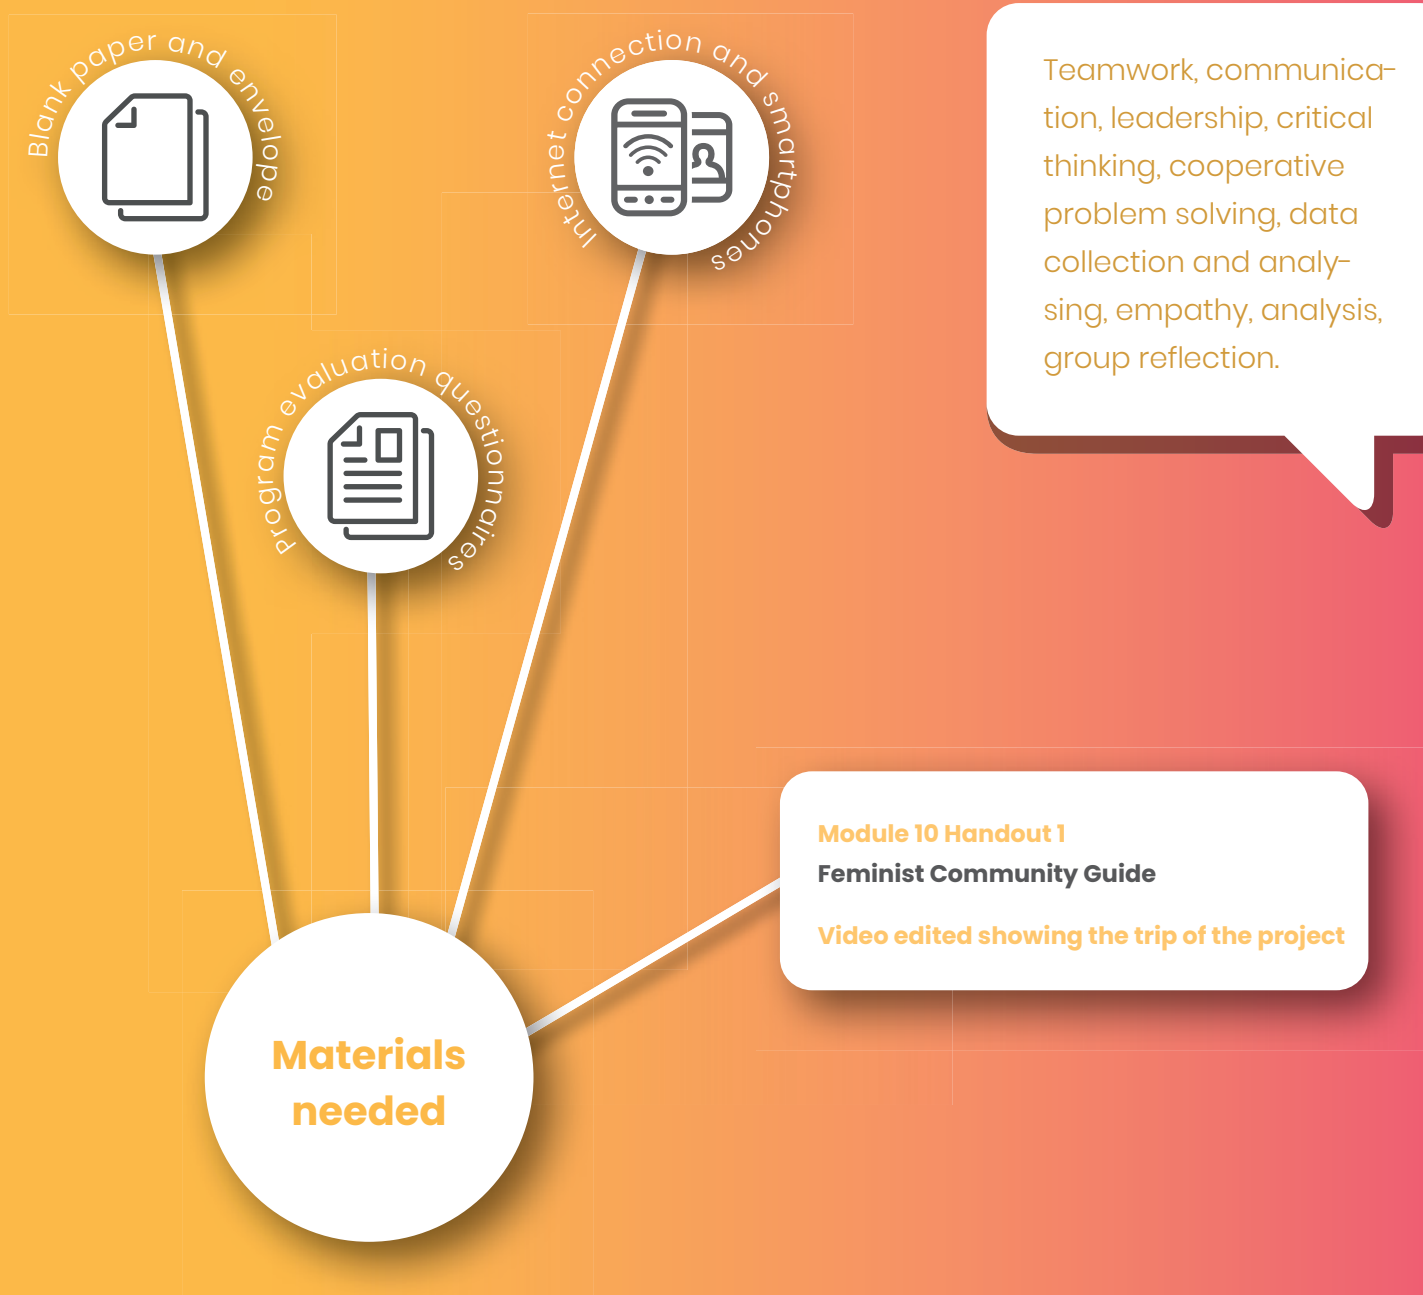 Blank paper and envelope
Internet connection and smartphones
Teamwork, communica-
tion, leadership, critical
thinking, cooperative
problem solving, data
collection and analy-
sing, empathy, analysis,
group reflection.
Program evaluation questionnaires
Module 10 Handout 1
Feminist Community Guide
Video edited showing the trip of the project
Materials
needed